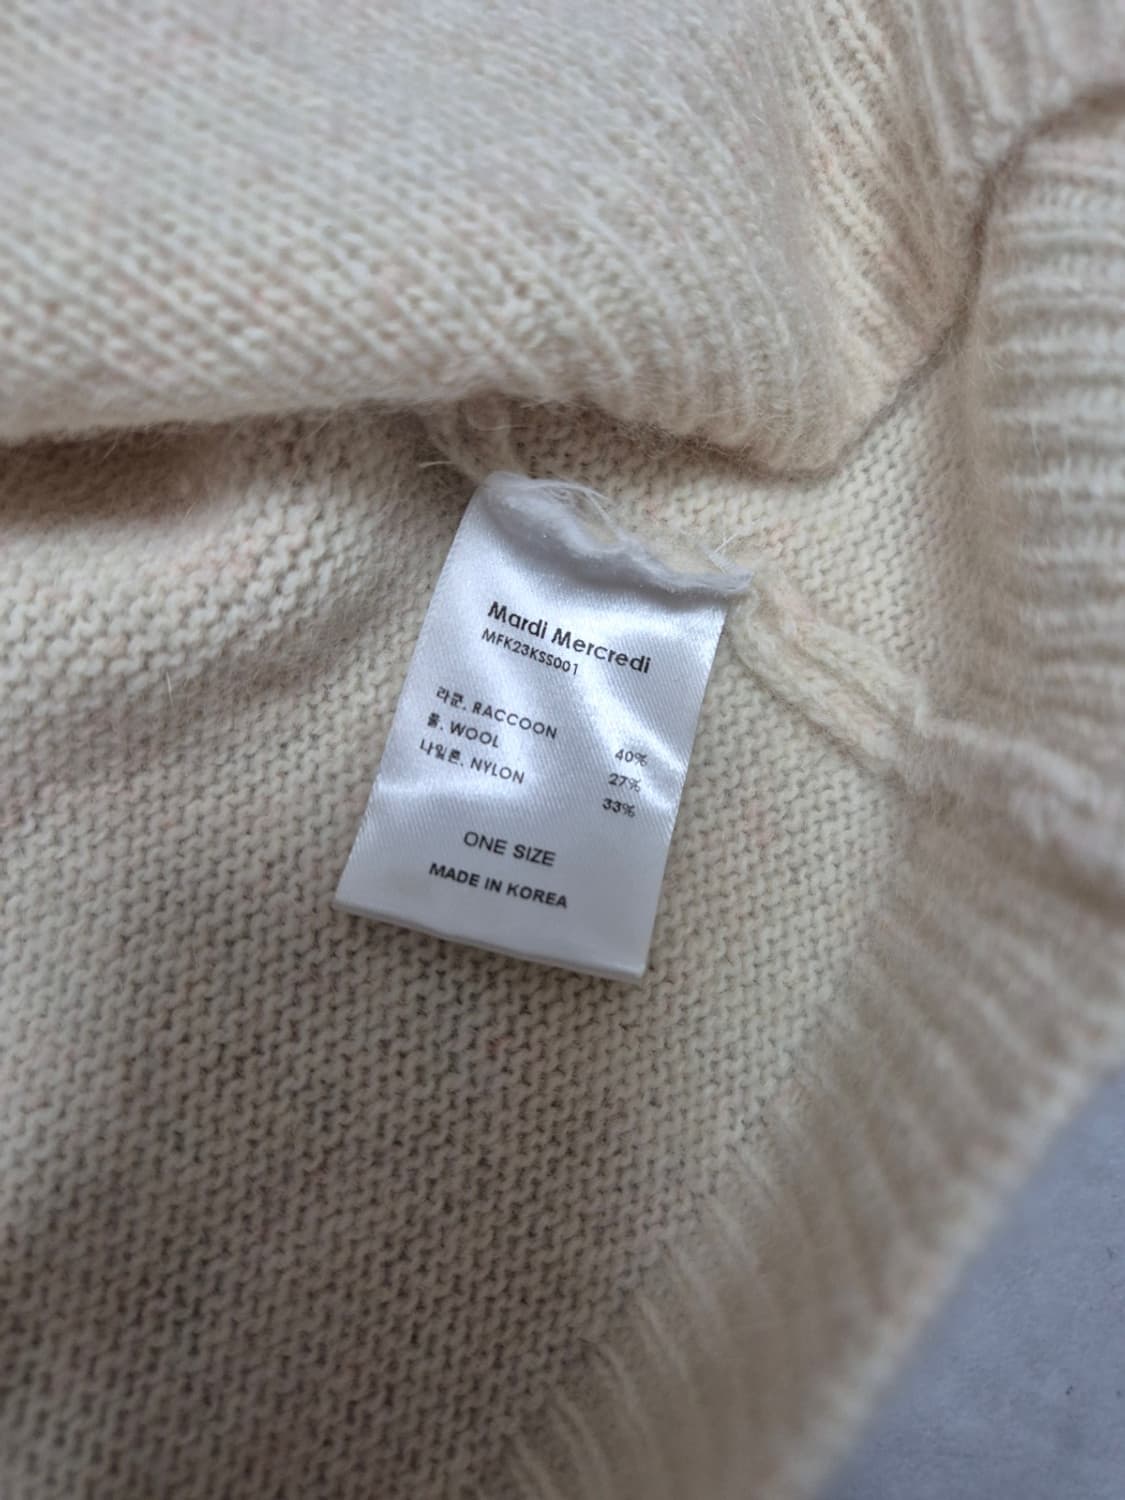 Mardi Mercredi
MFK23KSS001
라쿤. RACCOON 40%
울. WOOL 27%
나일론. NYLON 33%
ONE SIZE
MADE IN KOREA